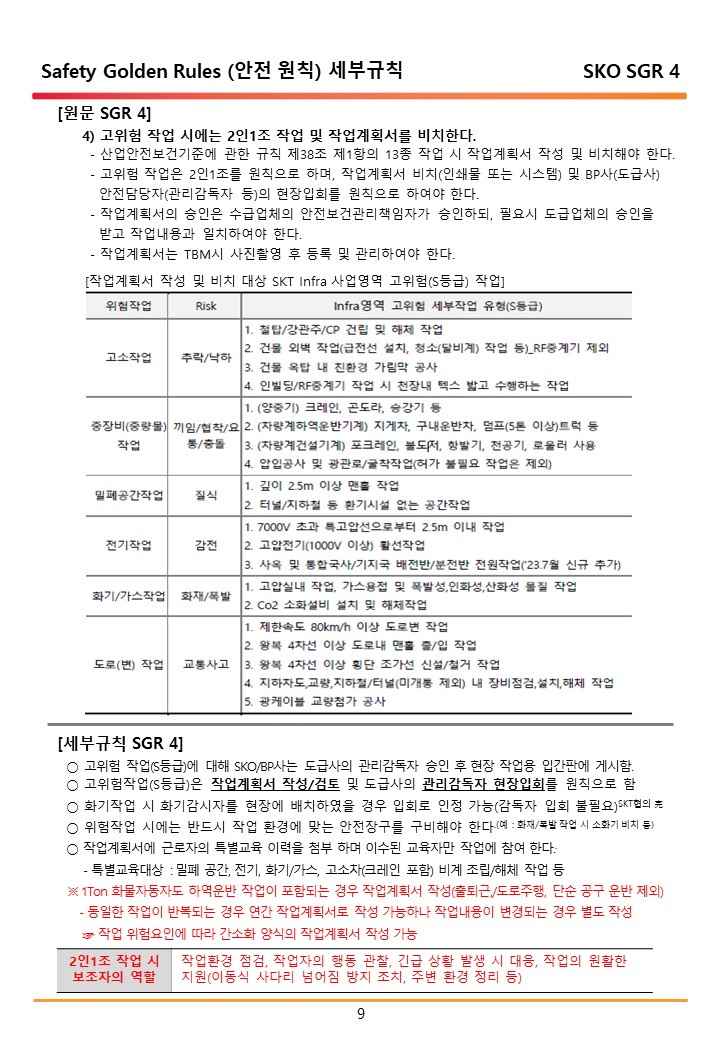 Safety Golden Rules (안전 원칙) 세부규칙
SKO SGR 4
[원문 SGR 4]
4) 고위험 작업 시에는 2인1조 작업 및 작업계획서를 비치한다.
- 산업안전보건기준에 관한 규칙 제38조 제1항의 13종 작업 시 작업계획서 작성 및 비치해야 한다.
- 고위험 작업은 2인1조를 원칙으로 하며, 작업계획서 비치(인쇄물 또는 시스템) 및 BP사(도급사)
안전담당자(관리감독자 등)의 현장입회를 원칙으로 하여야 한다.
- 작업계획서의 승인은 수급업체의 안전보건관리책임자가 승인하되, 필요시 도급업체의 승인을
받고 작업내용과 일치하여야 한다.
- 작업계획서는 TBM시 사진촬영 후 등록 및 관리하여야 한다.
[작업계획서 작성 및 비치 대상 SKT Infra 사업영역 고위험(S등급) 작업]
위험작업 Risk Infra영역 고위험 세부작업 유형(S등급)
고소작업 추락/낙하
1. 철탑/강관주/CP 건립 및 해체 작업
2. 건물 외벽 작업(급전선 설치, 청소(달비계) 작업 등)_RF중계기 제외
3. 건물 옥탑 내 친환경 가림막 공사
4. 인빌딩/RF중계기 작업 시 천장내 텍스 밟고 수행하는 작업
중장비(중량물)
작업
끼임/협착/요
통/충돌
1. (양중기) 크레인, 곤도라, 승강기 등
2. (차량계하역운반기계) 지게차, 구내운반차, 덤프(5톤 이상)트럭 등
3. (차량계건설기계) 포크레인, 불도저, 항발기, 천공기, 로울러 사용
4. 압입공사 및 광관로/굴착작업(허가 불필요 작업은 제외)
밀폐공간작업 질식
1. 깊이 2.5m 이상 맨홀 작업
2. 터널/지하철 등 환기시설 없는 공간작업
전기작업 감전
1. 7000V 초과 특고압선으로부터 2.5m 이내 작업
2. 고압전기(1000V 이상) 활선작업
3. 사옥 및 통합국사/기지국 배전반/분전반 전원작업('23.7월 신규 추가)
화기/가스작업 화재/폭발
1. 고압실내 작업, 가스용접 및 폭발성,인화성,산화성 물질 작업
2. Co2 소화설비 설치 및 해체작업
도로(변) 작업 교통사고
1. 제한속도 80km/h 이상 도로변 작업
2. 왕복 4차선 이상 도로내 맨홀 출/입 작업
3. 왕복 4차선 이상 횡단 조가선 신설/철거 작업
4. 지하차도,교량,지하철/터널(미개통 제외) 내 장비점검,설치,해체 작업
5. 광케이블 교량첨가 공사
[세부규칙 SGR 4]
○ 고위험 작업(S등급)에 대해 SKO/BP사는 도급사의 관리감독자 승인 후 현장 작업용 입간판에 게시함.
○ 고위험작업(S등급)은 작업계획서 작성/검토 및 도급사의 관리감독자 현장입회를 원칙으로 함
○ 화기작업 시 화기감시자를 현장에 배치하였을 경우 입회로 인정 가능(감독자 입회 불필요)SKT협의 完
○ 위험작업 시에는 반드시 작업 환경에 맞는 안전장구를 구비해야 한다.(예 : 화재/폭발 작업 시 소화기 비치 등)
○ 작업계획서에 근로자의 특별교육 이력을 첨부 하며 이수된 교육자만 작업에 참여 한다.
- 특별교육대상 : 밀폐 공간, 전기, 화기/가스, 고소차(크레인 포함) 비계 조립/해체 작업 등
※ 1Ton 화물자동차도 하역운반 작업이 포함되는 경우 작업계획서 작성(출퇴근,/도로주행, 단순 공구 운반 제외)
- 동일한 작업이 반복되는 경우 연간 작업계획서로 작성 가능하나 작업내용이 변경되는 경우 별도 작성
☞ 작업 위험요인에 따라 간소화 양식의 작업계획서 작성 가능
2인1조 작업 시
보조자의 역할
작업환경 점검, 작업자의 행동 관찰, 긴급 상황 발생 시 대응, 작업의 원활한
지원(이동식 사다리 넘어짐 방지 조치, 주변 환경 정리 등)
9